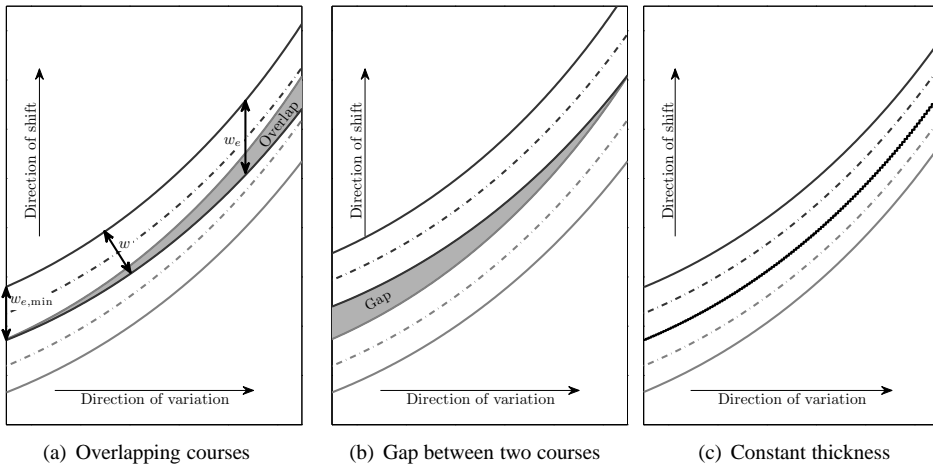 Direction of shift
w_e
Overlap
w
w_{e,min}
Direction of variation
(a) Overlapping courses
Direction of shift
Gap
Direction of variation
(b) Gap between two courses
Direction of shift
Direction of variation
(c) Constant thickness